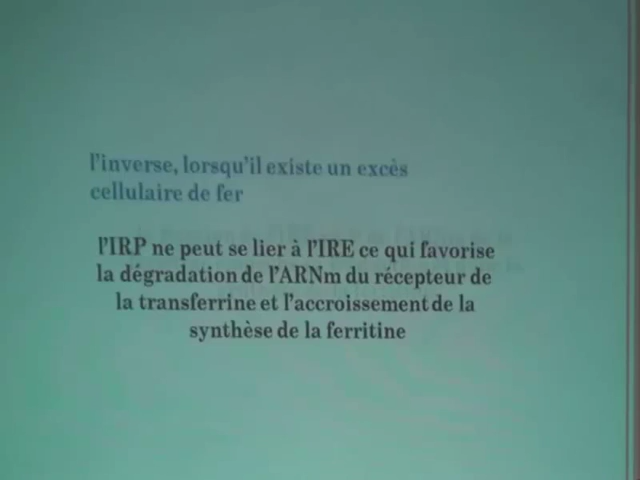 l'inverse, lorsqu'il existe un excès
cellulaire de fer
l'IRP ne peut se lier à l'IRE ce qui favorise
la dégradation de l'ARNm du récepteur de
la transferrine et l'accroissement de la
synthèse de la ferritine